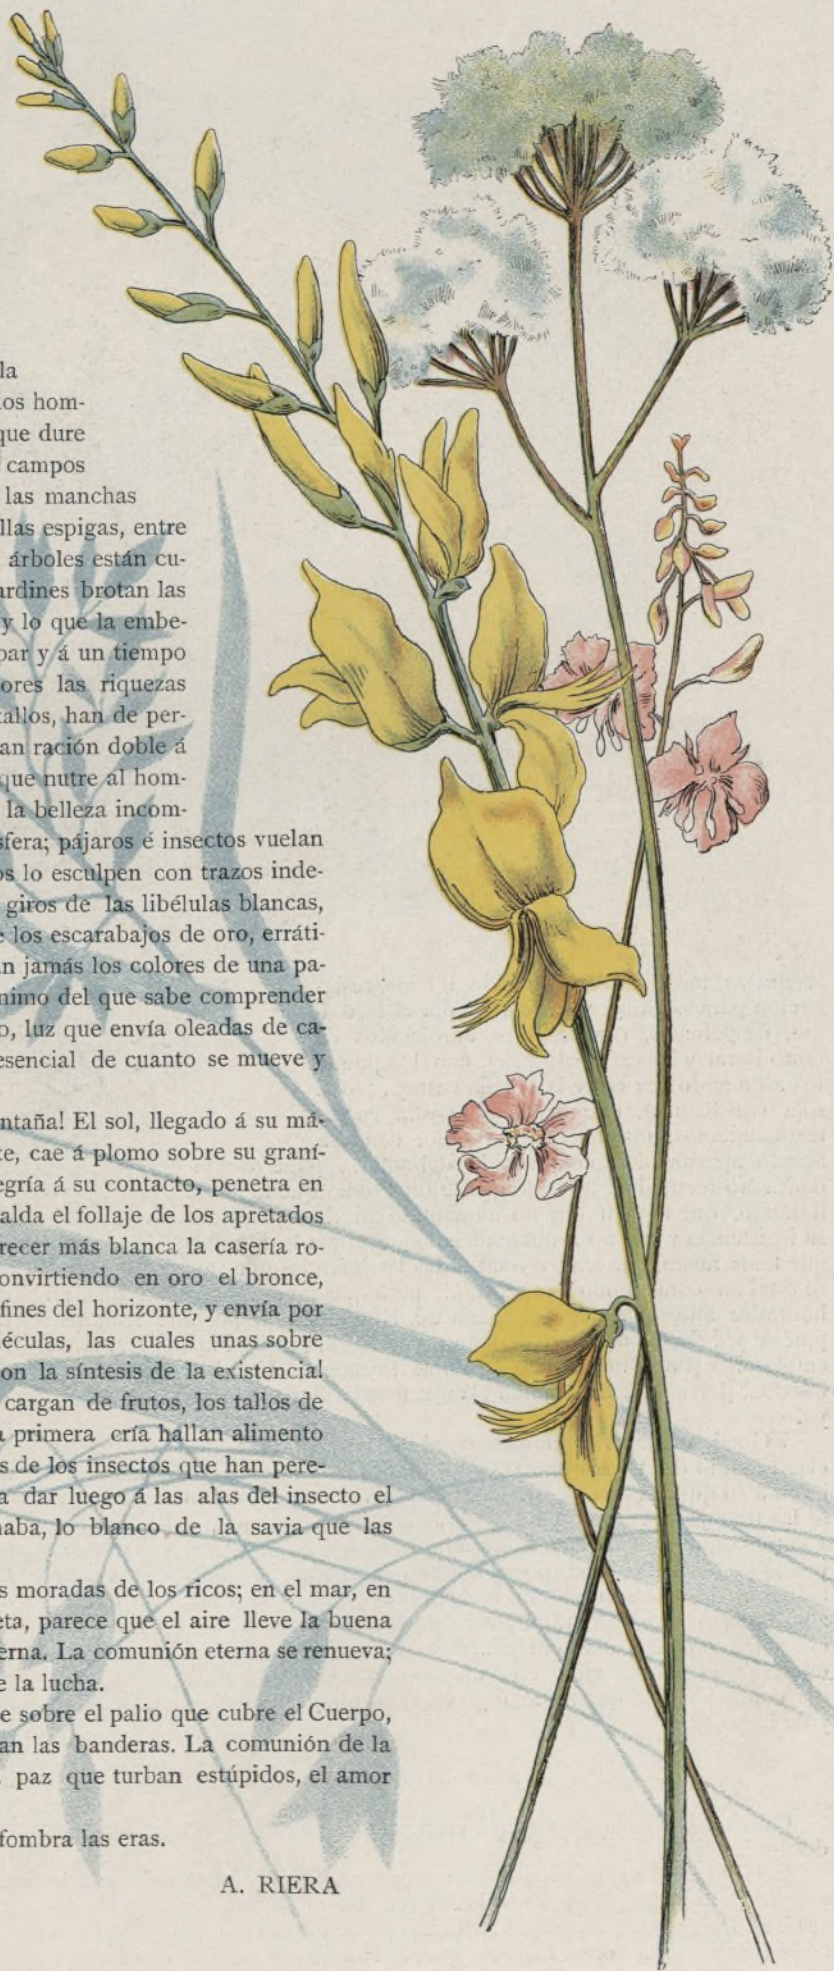 la
los hom-
que dure
campos
las manchas
llas espigas, entre
árboles están cu-
ardines brotan las
y lo que la embe-
par y á un tiempo
ores las riquezas
tallos, han de per-
an ración doble á
que nutre al hom-
la belleza incom-
sfera; pájaros é insectos vuelan
os lo esculpen con trazos inde-
giros de las libélulas blancas,
e los escarabajos de oro, erráti-
an jamás los colores de una pa-
nimo del que sabe comprender
o, luz que envía oleadas de ca-
esencial de cuanto se mueve y
ntaña! El sol, llegado á su má-
te, cae á plomo sobre su graní-
egría á su contacto, penetra en
alda el follaje de los apretados
recer más blanca la casería ro-
onvirtiendo en oro el bronce,
fines del horizonte, y envía por
éculas, las cuales unas sobre
on la síntesis de la existencia!
cargan de frutos, los tallos de
a primera cría hallan alimento
s de los insectos que han pere-
a dar luego á las alas del insecto el
naba, lo blanco de la savia que las
s moradas de los ricos; en el mar, en
eta, parece que el aire lleve la buena
erna. La comunión eterna se renueva;
e la lucha.
e sobre el palio que cubre el Cuerpo,
an las banderas. La comunión de la
paz que turban estúpidos, el amor
fombra las eras.
A. RIERA